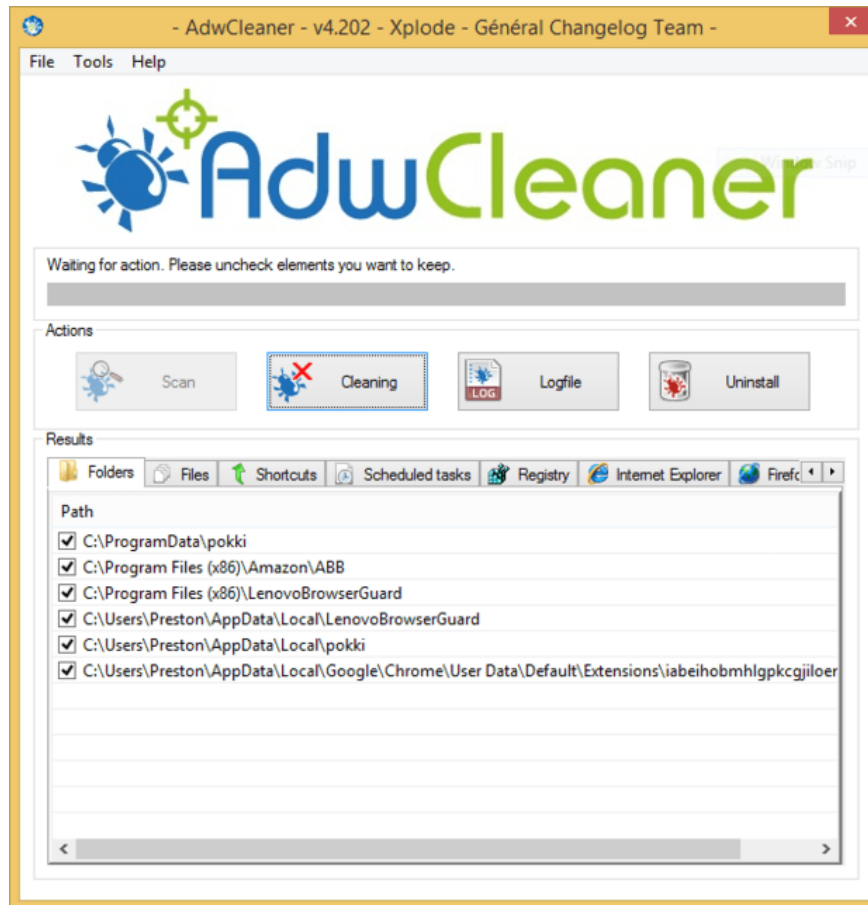 - AdwCleaner - v4.202 - Xplode - Général Changelog Team -
File Tools Help
AdwCleaner
Window Snip
Waiting for action. Please uncheck elements you want to keep.
Actions
Scan Cleaning Logfile Uninstall
LOG
Results
Folders Files Shortcuts Scheduled tasks Registry Internet Explorer Firefc
Path
C:\ProgramData\pokki
C:\Program Files (x86)\Amazon\ABB
C:\Program Files (x86)\LenovoBrowserGuard
C:\Users\Preston\AppData\Local\LenovoBrowserGuard
C:\Users\Preston\AppData\Local\pokki
C:\Users\Preston\AppData\Local\Google\Chrome\User Data\Default\Extensions\iabeihobmhlgpkcgjiloer